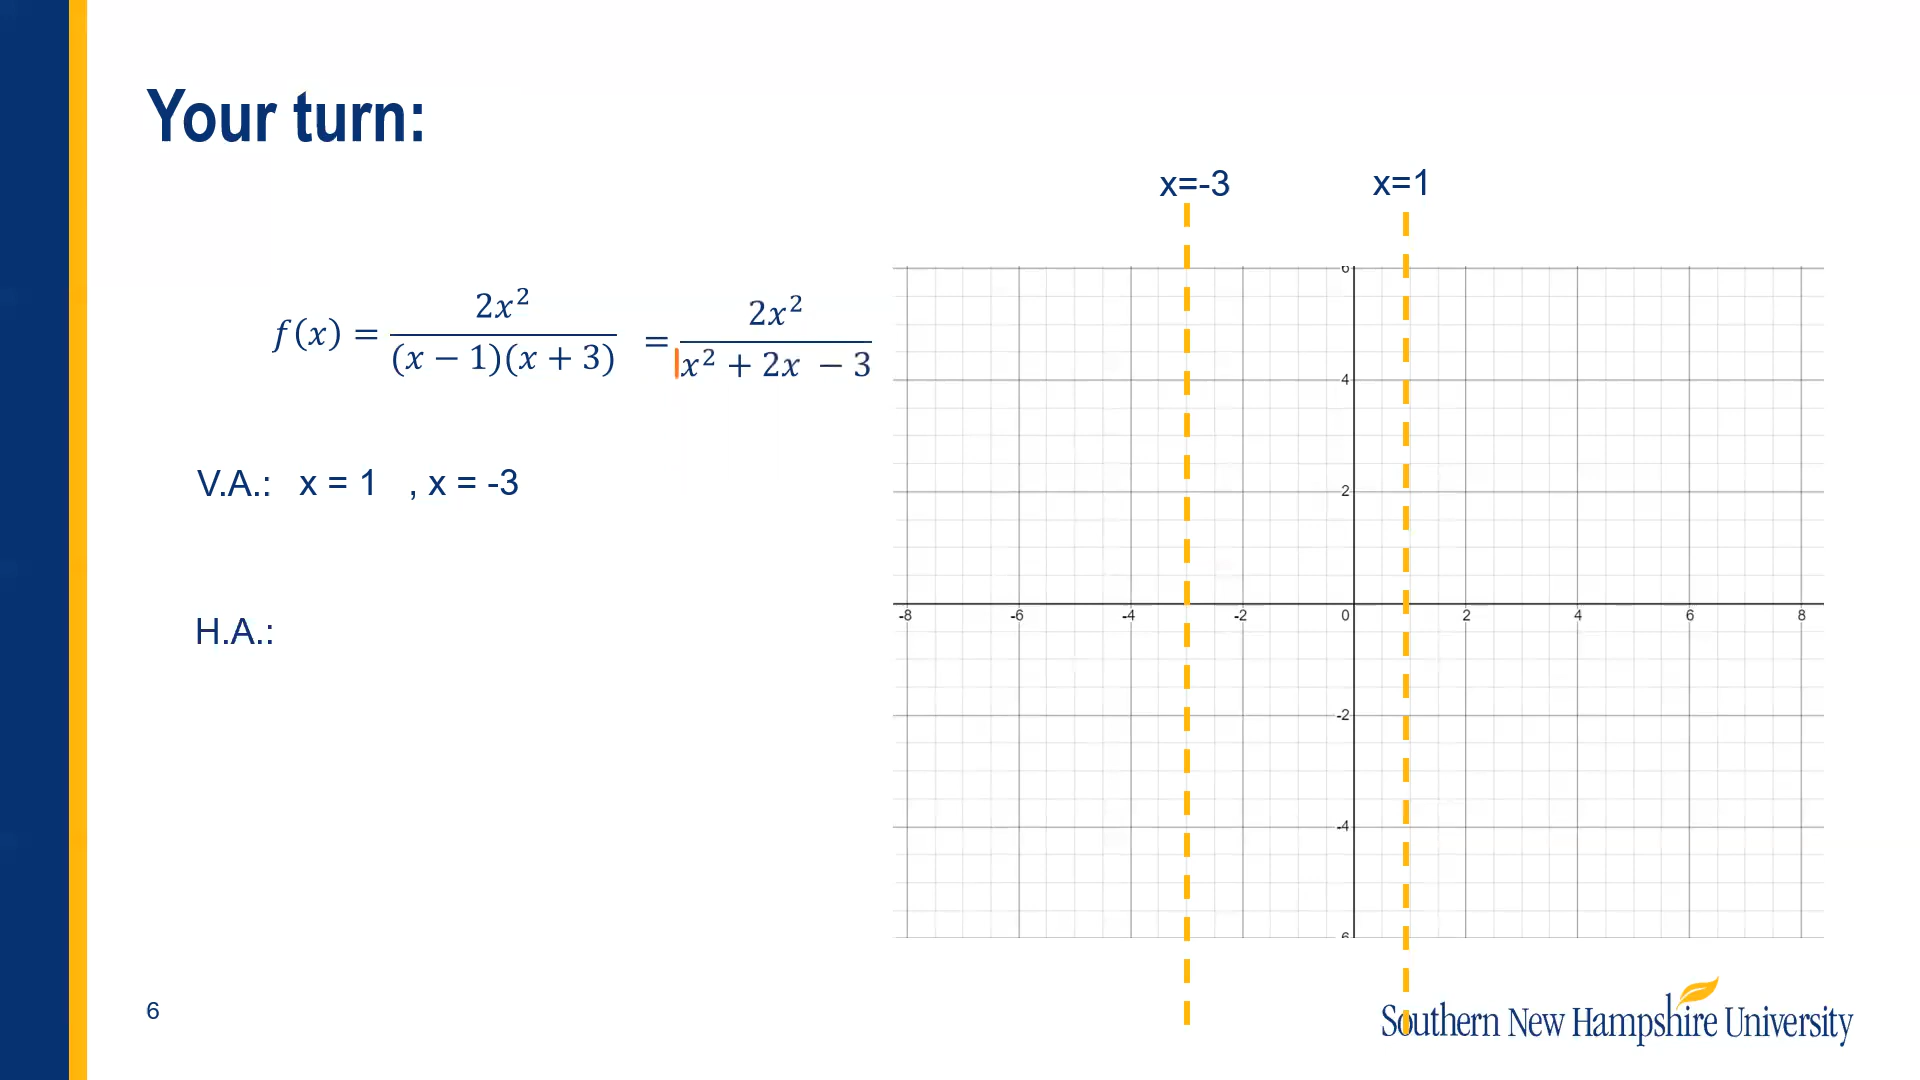 Your turn:
x=-3 x=1
f(x) = 2x² / (x − 1)(x + 3) = 2x² / x² + 2x − 3
V.A.: x = 1 , x = -3
H.A.:
6
4
2
-8 -6 -4 -2 0 2 4 6 8
-2
-4
6
6
Southern New Hampshire University